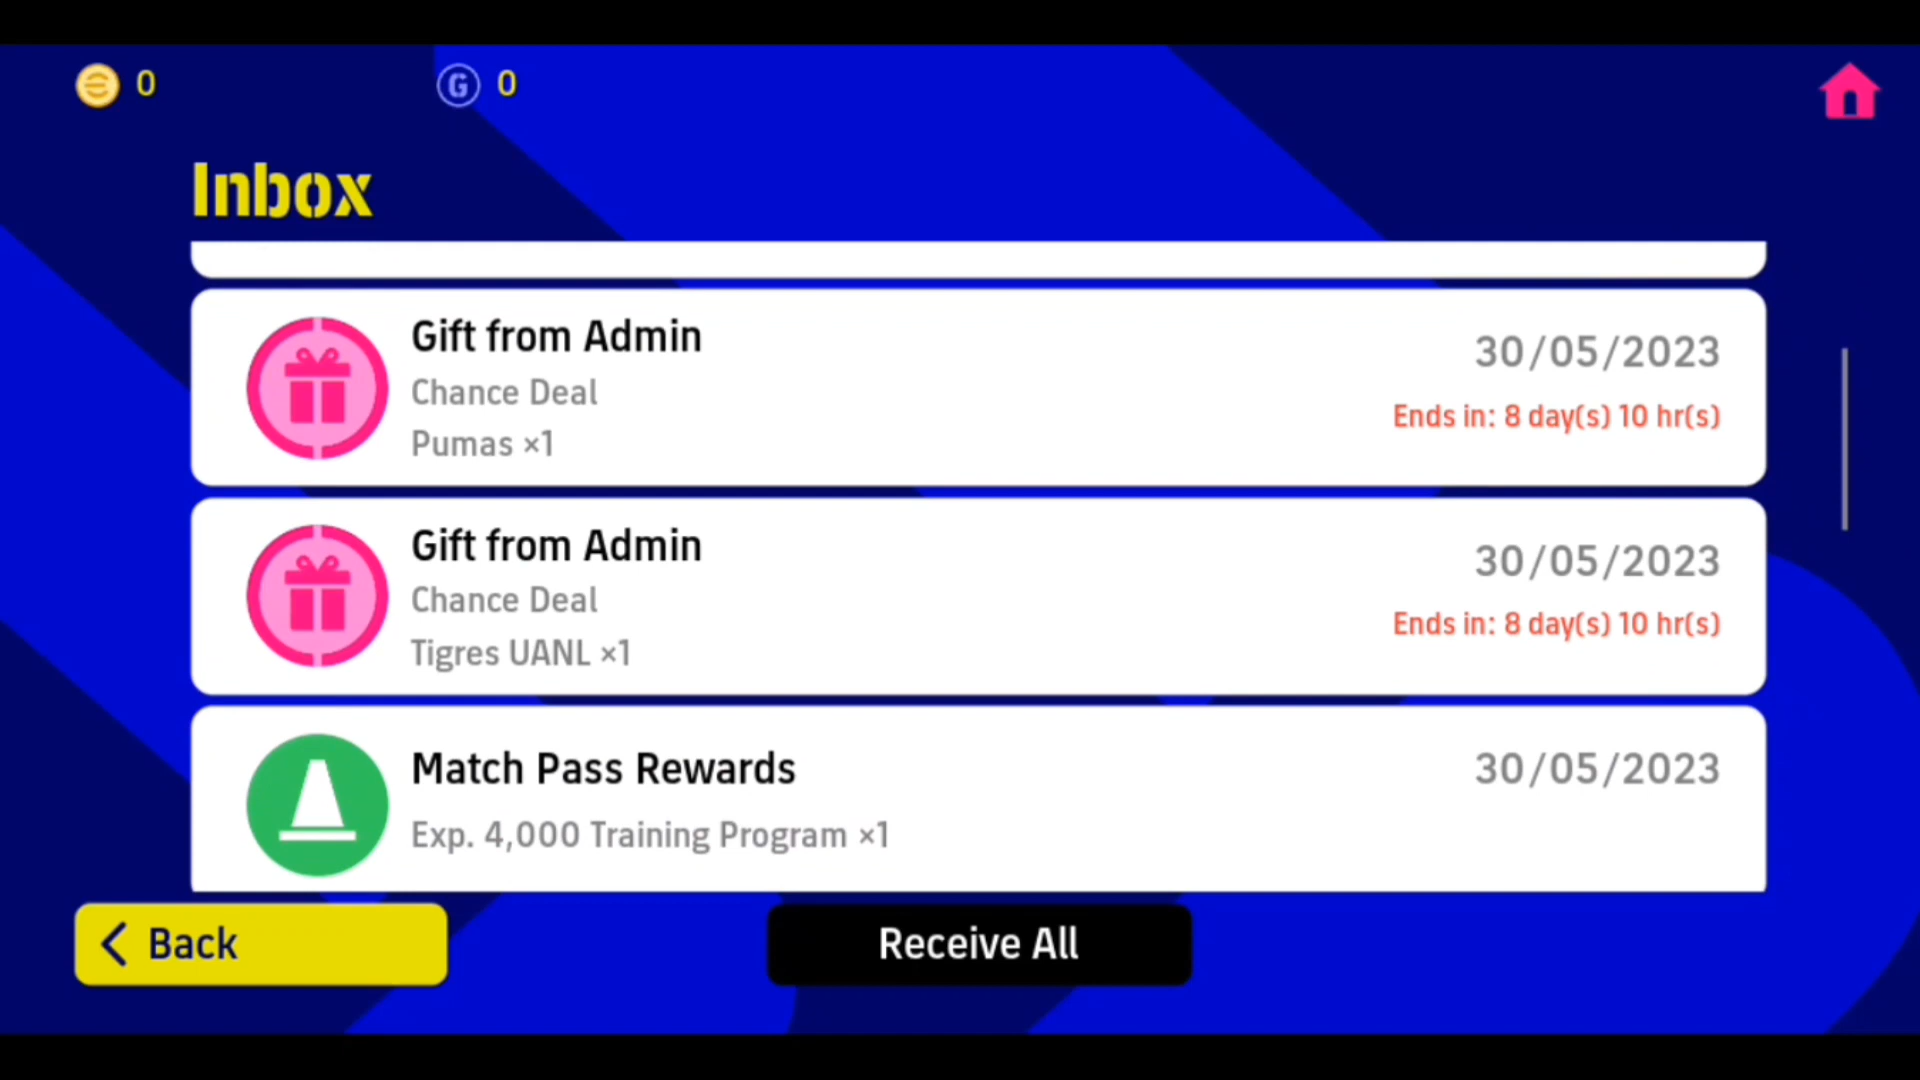 0
G 0
Inbox
Gift from Admin
30/05/2023
Chance Deal
Ends in: 8 day(s) 10 hr(s)
Pumas ×1
Gift from Admin
30/05/2023
Chance Deal
Ends in: 8 day(s) 10 hr(s)
Tigres UANL ×1
Match Pass Rewards
30/05/2023
Exp. 4,000 Training Program ×1
Back
Receive All